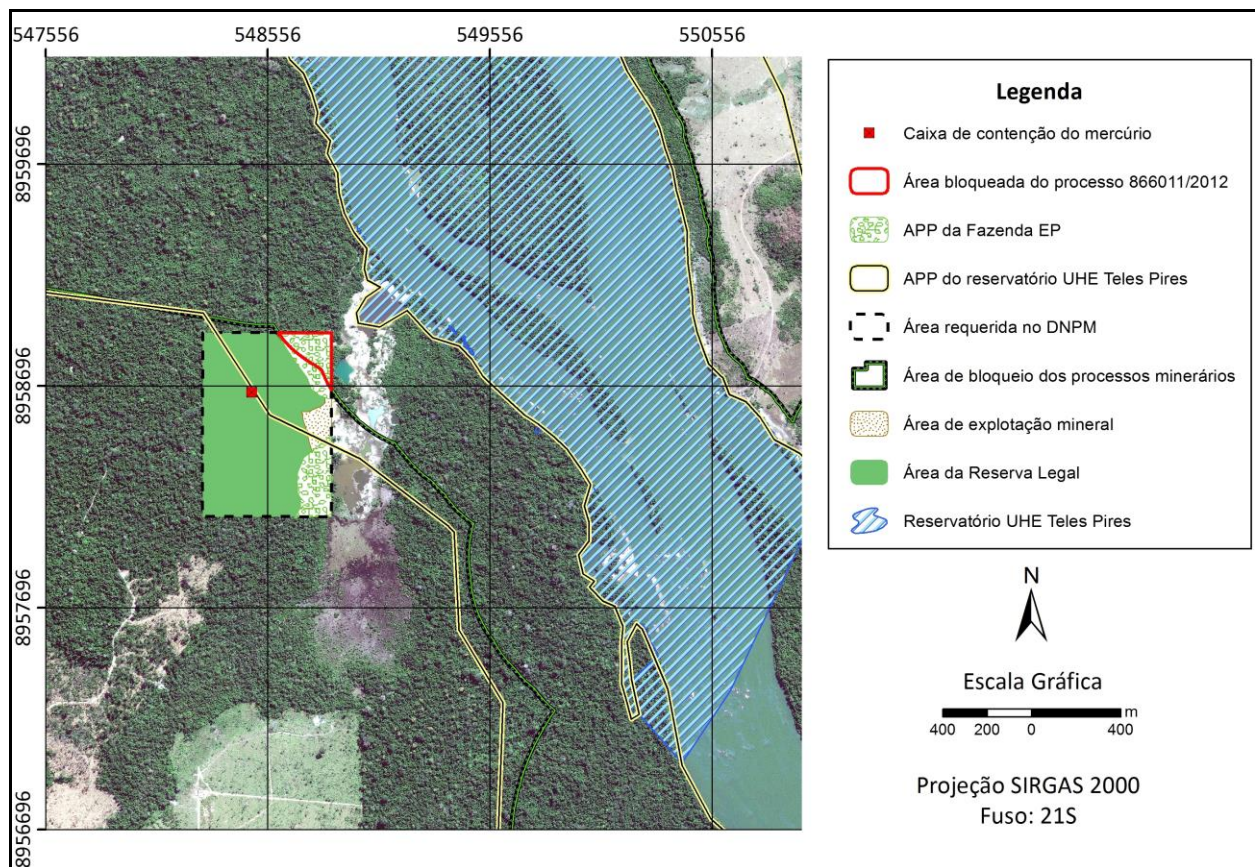 547556 548556 549556 550556
8959696
8958696
8957696
8956696
Legenda
Caixa de contenção do mercúrio
Área bloqueada do processo 866011/2012
APP da Fazenda EP
APP do reservatório UHE Teles Pires
Área requerida no DNPM
Área de bloqueio dos processos minerários
Área de explotação mineral
Área da Reserva Legal
Reservatório UHE Teles Pires
N
Escala Gráfica
m
400 200 0 400
Projeção SIRGAS 2000
Fuso: 21S